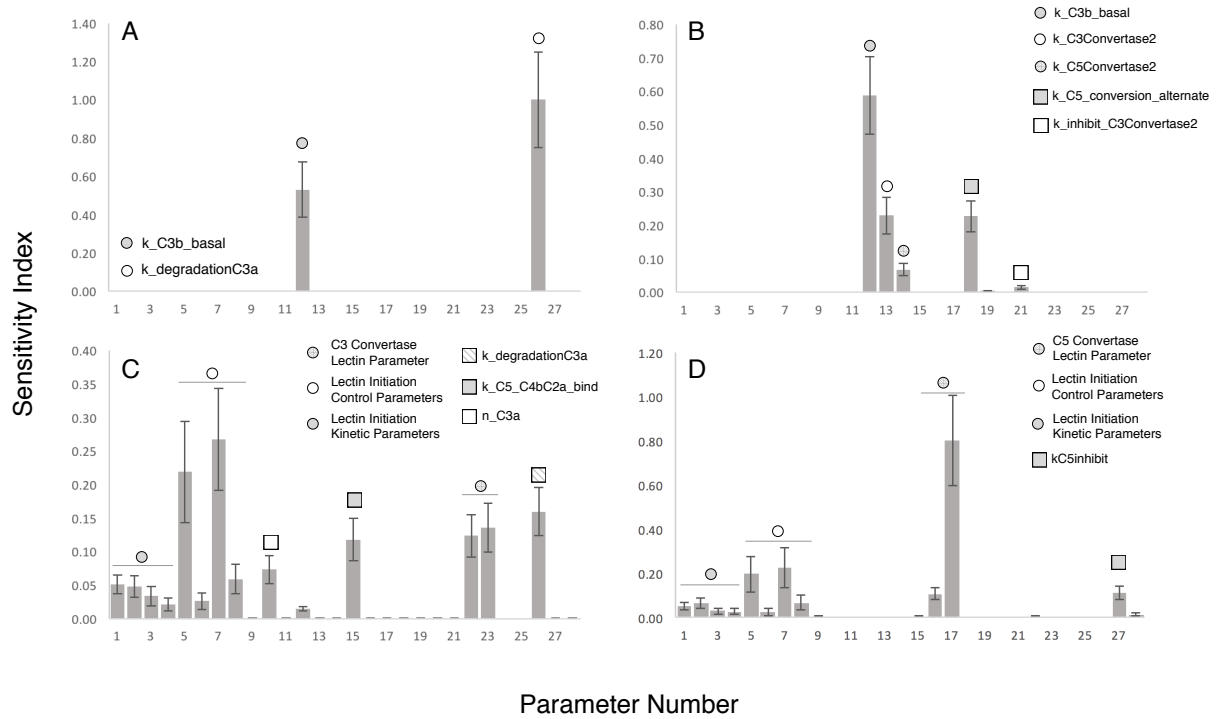 A
1.40
1.20
1.00
0.80
0.60
0.40
0.20
0.00
k_C3b_basal
k_degradationC3a
1 3 5 7 9 11 13 15 17 19 21 23 25 27
B
0.80
0.70
0.60
0.50
0.40
0.30
0.20
0.10
0.00
k_C3b_basal
k_C3Convertase2
k_C5Convertase2
k_C5_conversion_alternate
k_inhibit_C3Convertase2
1 3 5 7 9 11 13 15 17 19 21 23 25 27
Sensitivity Index
C
0.40
0.35
0.30
0.25
0.20
0.15
0.10
0.05
0.00
C3 Convertase
Lectin Parameter
Lectin Initiation
Control Parameters
Lectin Initiation
Kinetic Parameters
k_degradationC3a
k_C5_C4bC2a_bind
n_C3a
1 3 5 7 9 11 13 15 17 19 21 23 25 27
D
1.20
1.00
0.80
0.60
0.40
0.20
0.00
C5 Convertase
Lectin Parameter
Lectin Initiation
Control Parameters
Lectin Initiation
Kinetic Parameters
kC5inhibit
1 3 5 7 9 11 13 15 17 19 21 23 25 27
Parameter Number